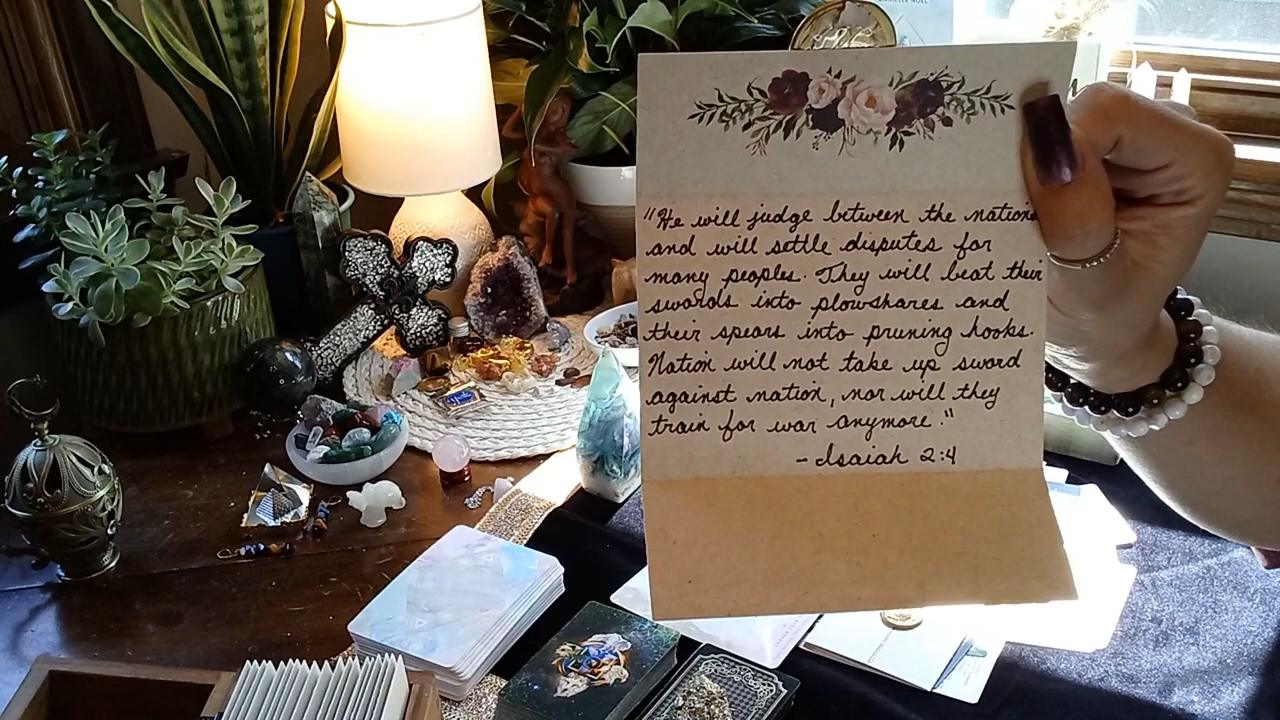 "He will judge between the nations
and will settle disputes for
many peoples. They will beat their
swords into plowshares and
their spears into pruning hooks.
Nation will not take up sword
against nation, nor will they
train for war anymore."
- Isaiah 2:4